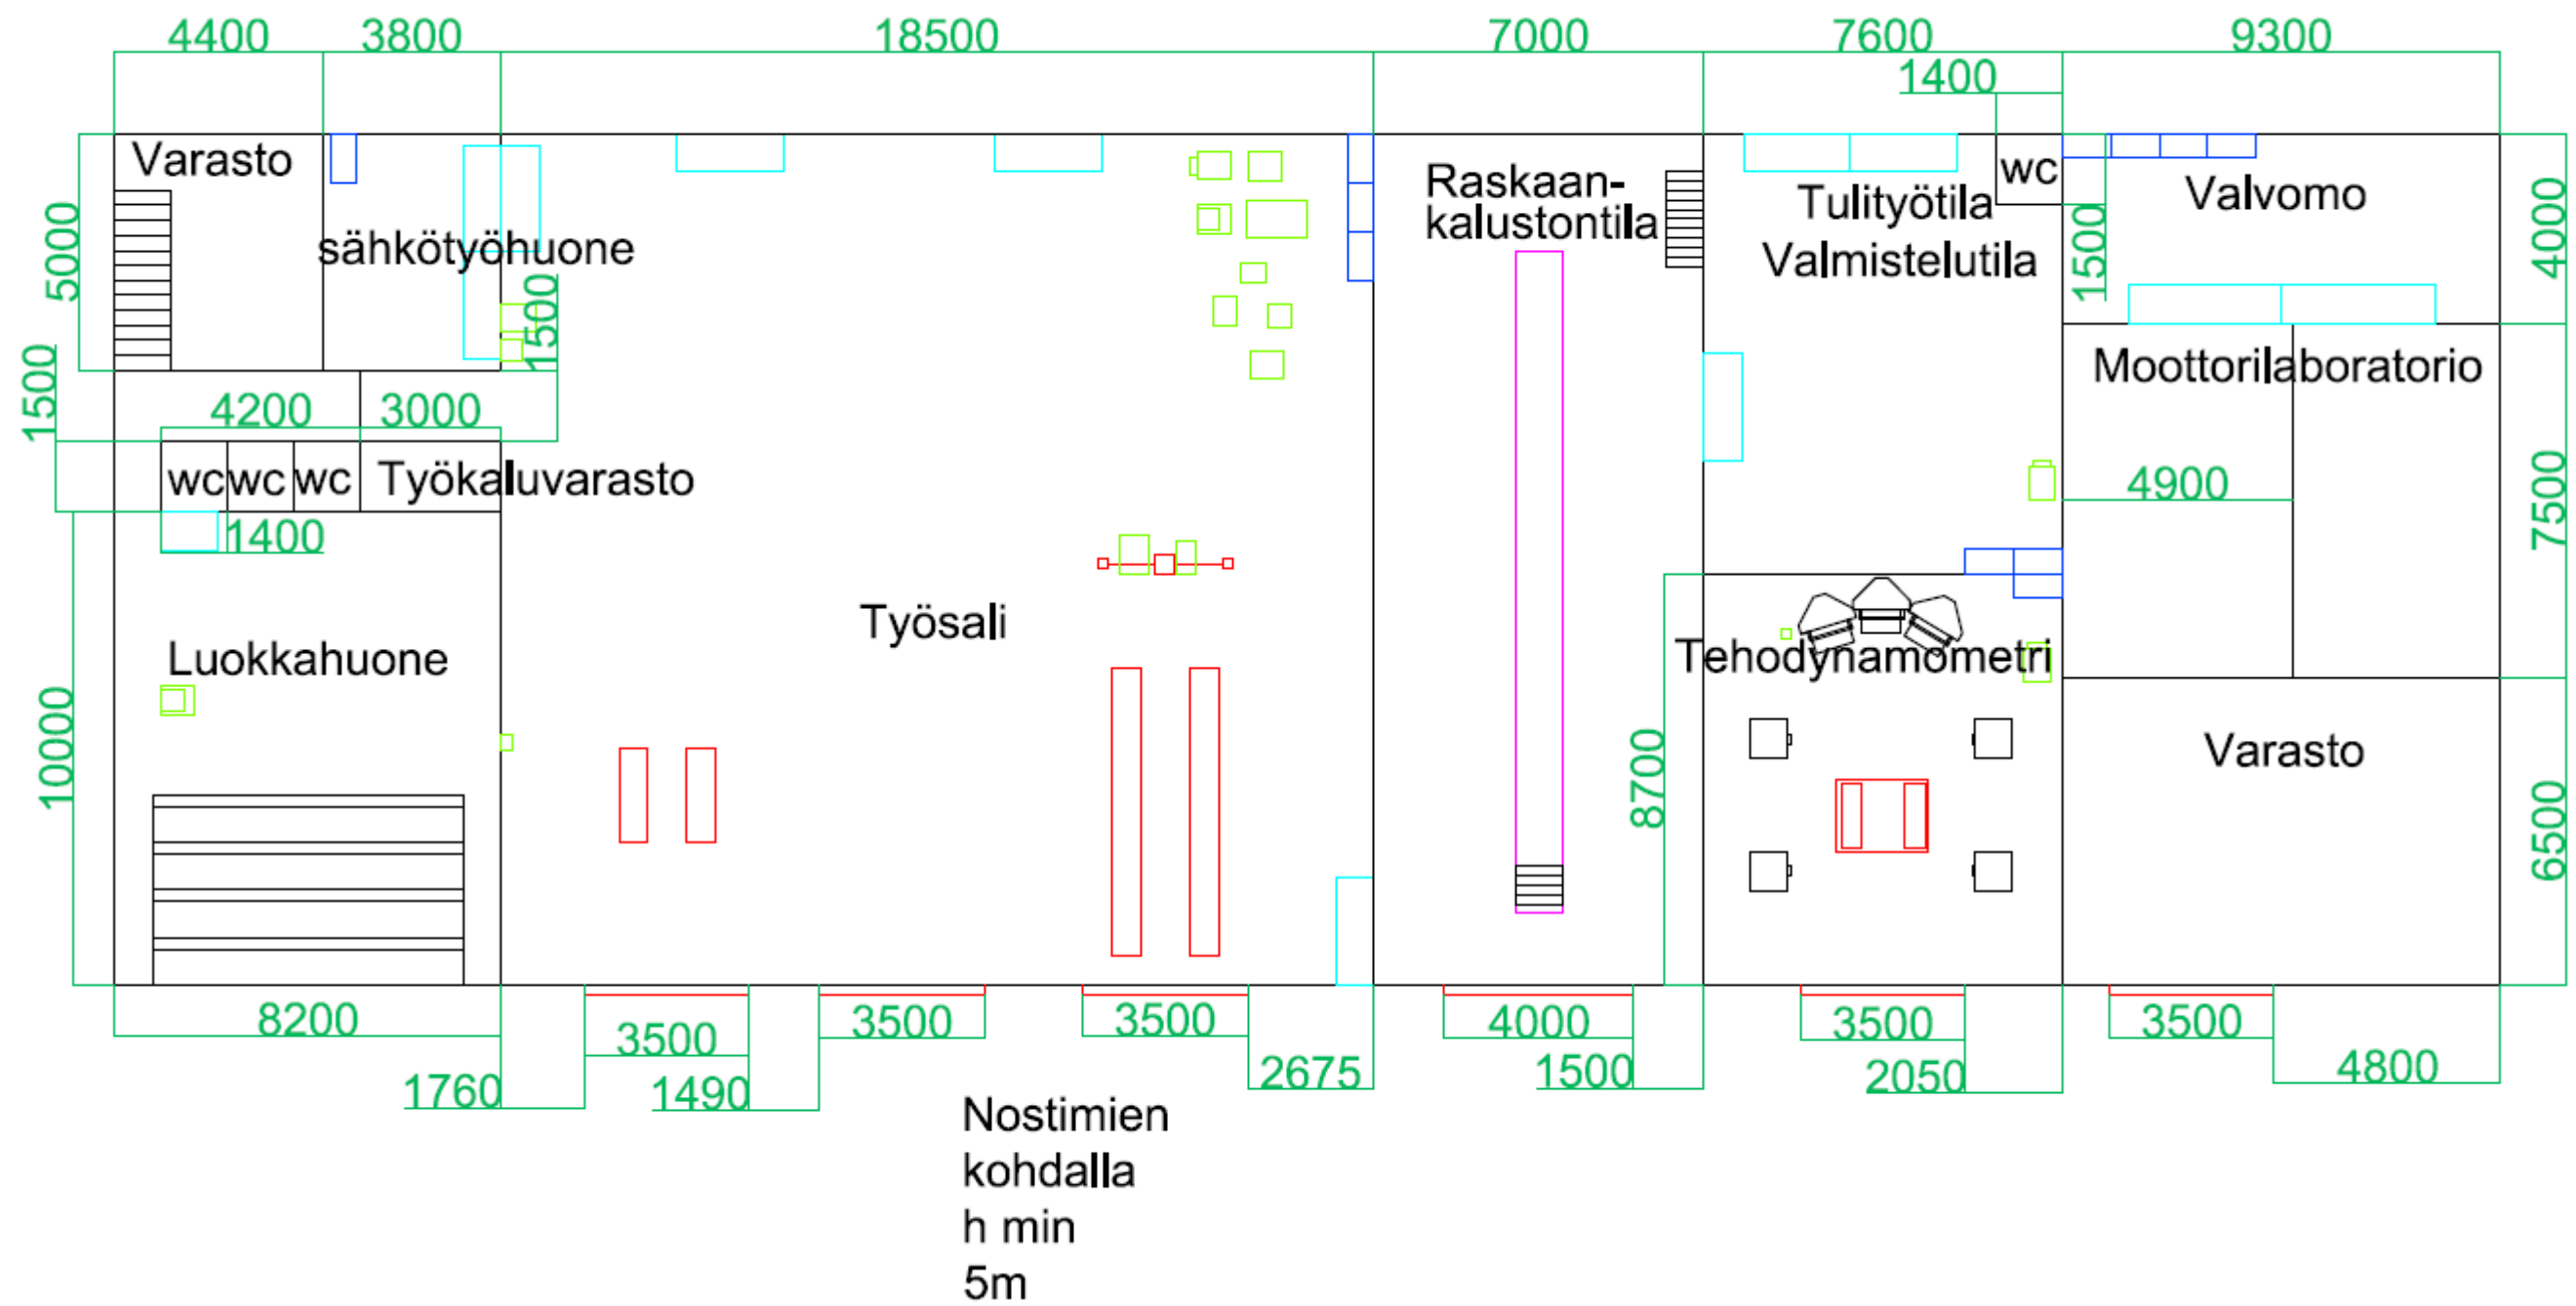 4400 3800 18500 7000 7600 9300
1400
Varasto
sähkötyöhuone
Raskaan-
kalustontila
Tulityötila
Valmistelutila
wc
Valvomo
5000
1500
1500
4000
1500
4200 3000
wc wc wc
Työkaluvarasto
1400
Moottorilaboratorio
4900
7500
Luokkahuone
Työsali
Tehodynamometri
10000
8700
Varasto
6500
8200
3500
3500
3500
4000
3500
3500
1760
1490
2675
1500
2050
4800
Nostimien
kohdalla
h min
5m